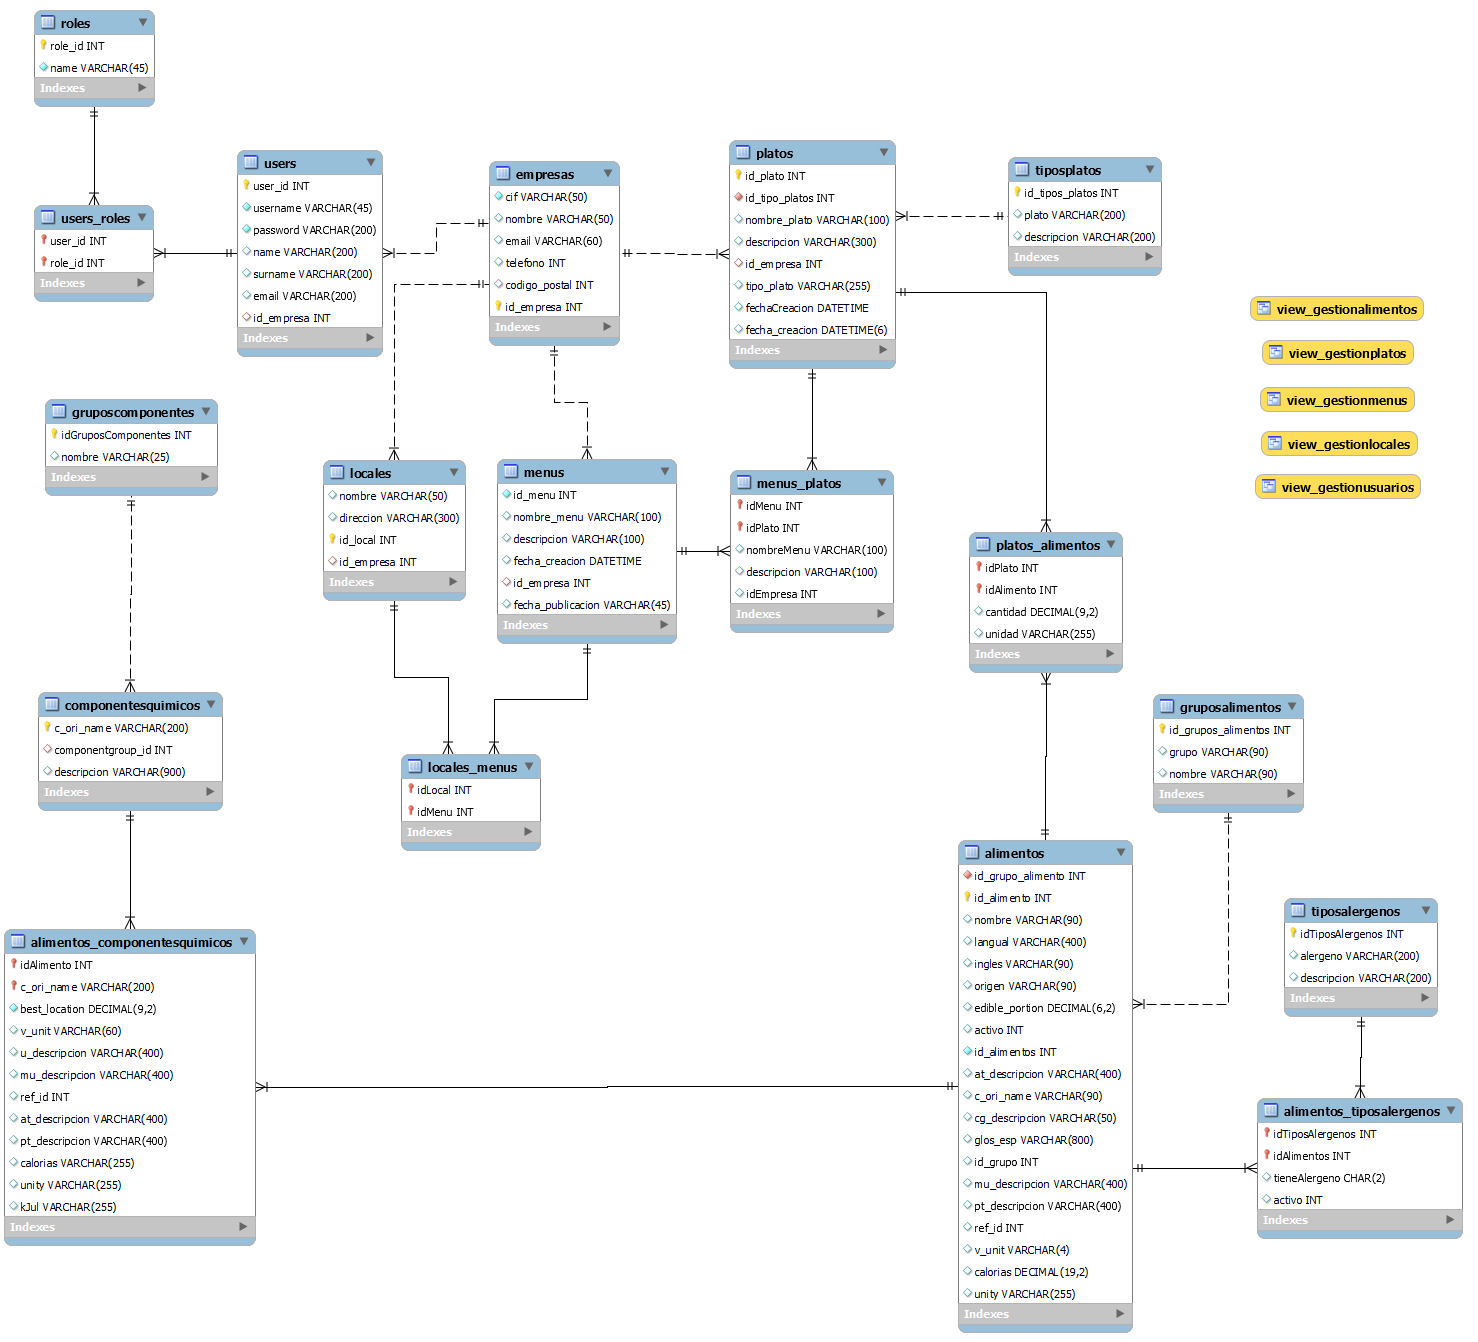 roles
role_id INT
name VARCHAR(45)
Indexes
users_roles
user_id INT
role_id INT
Indexes
users
user_id INT
username VARCHAR(45)
password VARCHAR(200)
name VARCHAR(200)
surname VARCHAR(200)
email VARCHAR(200)
id_empresa INT
Indexes
empresas
cif VARCHAR(50)
nombre VARCHAR(50)
email VARCHAR(60)
telefono INT
codigo_postal INT
id_empresa INT
Indexes
platos
id_plato INT
id_tipo_platos INT
nombre_plato VARCHAR(100)
descripcion VARCHAR(300)
id_empresa INT
tipo_plato VARCHAR(255)
fechaCreacion DATETIME
fecha_creacion DATETIME(6)
Indexes
tiposplatos
id_tipos_platos INT
plato VARCHAR(200)
descripcion VARCHAR(200)
Indexes
view_gestionalimentos
view_gestionplatos
view_gestionmenus
view_gestionlocales
view_gestionusuarios
gruposcomponentes
idGruposComponentes INT
nombre VARCHAR(25)
Indexes
locales
nombre VARCHAR(50)
direccion VARCHAR(300)
id_local INT
id_empresa INT
Indexes
menus
id_menu INT
nombre_menu VARCHAR(100)
descripcion VARCHAR(100)
fecha_creacion DATETIME
id_empresa INT
fecha_publicacion VARCHAR(45)
Indexes
menus_platos
idMenu INT
idPlato INT
nombreMenu VARCHAR(100)
descripcion VARCHAR(100)
idEmpresa INT
Indexes
platos_alimentos
idPlato INT
idAlimento INT
cantidad DECIMAL(9,2)
unidad VARCHAR(255)
Indexes
componentesquimicos
c_ori_name VARCHAR(200)
componentgroup_id INT
descripcion VARCHAR(900)
Indexes
locales_menus
idLocal INT
idMenu INT
Indexes
gruposalimentos
id_grupos_alimentos INT
grupo VARCHAR(90)
nombre VARCHAR(90)
Indexes
alimentos_componentesquimicos
idAlimento INT
c_ori_name VARCHAR(200)
best_location DECIMAL(9,2)
v_unit VARCHAR(60)
u_descripcion VARCHAR(400)
mu_descripcion VARCHAR(400)
ref_id INT
at_descripcion VARCHAR(400)
pt_descripcion VARCHAR(400)
calorias VARCHAR(255)
unity VARCHAR(255)
kJul VARCHAR(255)
Indexes
alimentos
id_grupo_alimento INT
id_alimento INT
nombre VARCHAR(90)
langual VARCHAR(400)
ingles VARCHAR(90)
origen VARCHAR(90)
edible_portion DECIMAL(6,2)
activo INT
id_alimentos INT
at_descripcion VARCHAR(400)
c_ori_name VARCHAR(90)
cg_descripcion VARCHAR(50)
glos_esp VARCHAR(800)
id_grupo INT
mu_descripcion VARCHAR(400)
pt_descripcion VARCHAR(400)
ref_id INT
v_unit VARCHAR(4)
calorias DECIMAL(19,2)
unity VARCHAR(255)
Indexes
tiposalergenos
idTiposAlergenos INT
alergeno VARCHAR(200)
descripcion VARCHAR(200)
Indexes
alimentos_tiposalergenos
idTiposAlergenos INT
idAlimentos INT
tieneAlergeno CHAR(2)
activo INT
Indexes